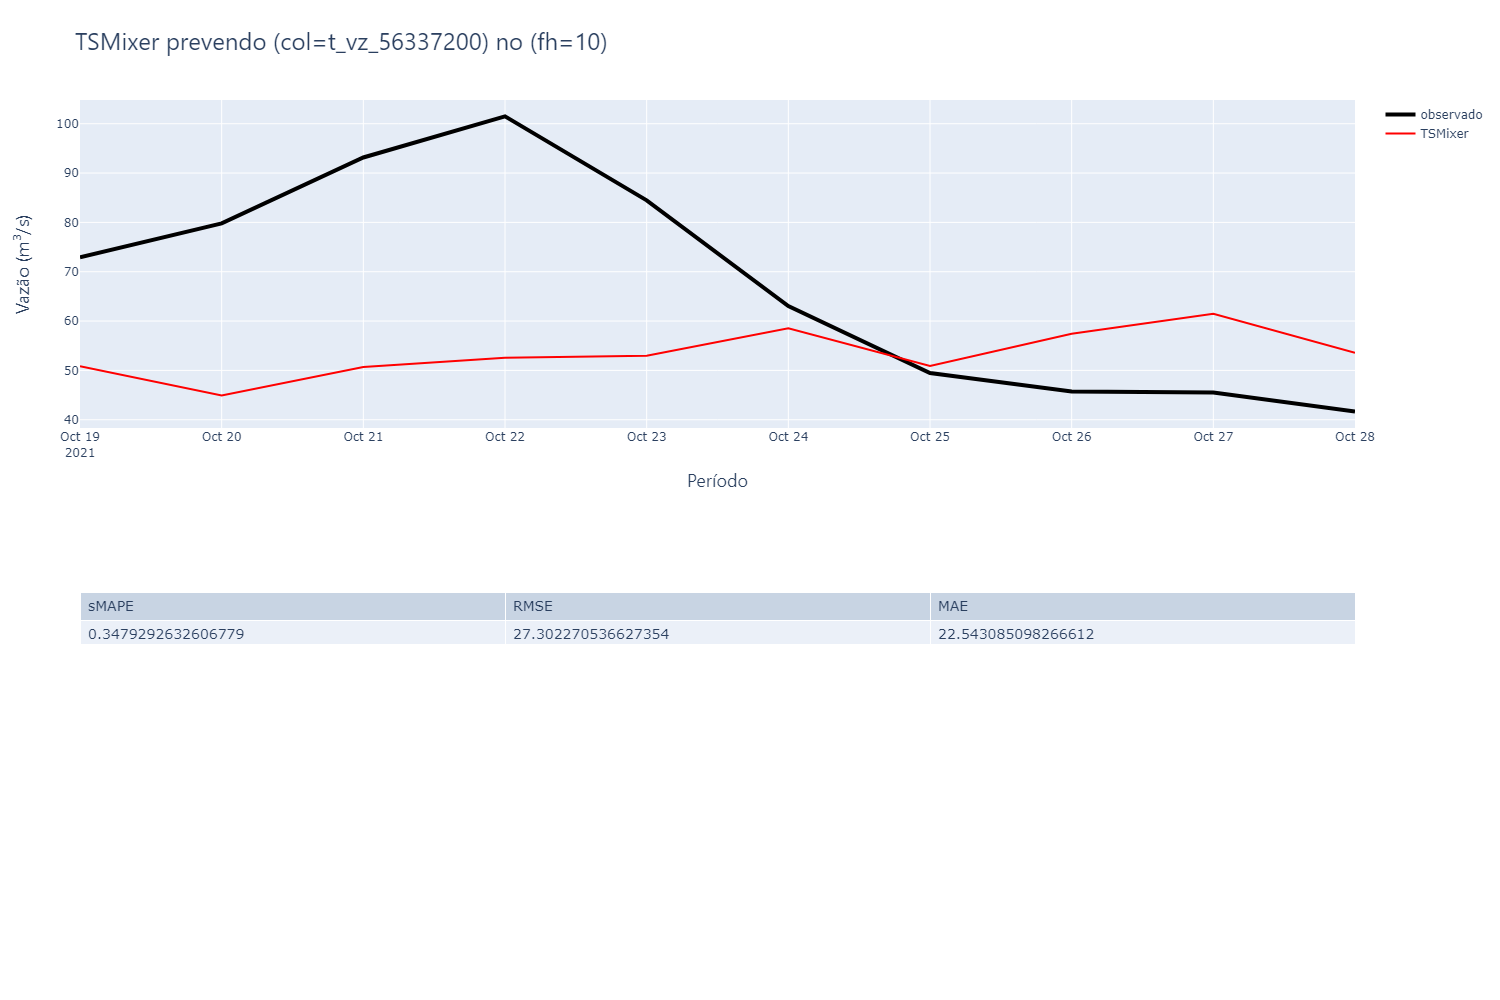 TSMixer prevendo (col=t_vz_56337200) no (fh=10)
observado
TSMixer
Vazão (m³/s)
100
90
80
70
60
50
40
Oct 19 Oct 20 Oct 21 Oct 22 Oct 23 Oct 24 Oct 25 Oct 26 Oct 27 Oct 28
2021
Período
sMAPE RMSE MAE
0.3479292632606779 27.302270536627354 22.543085098266612